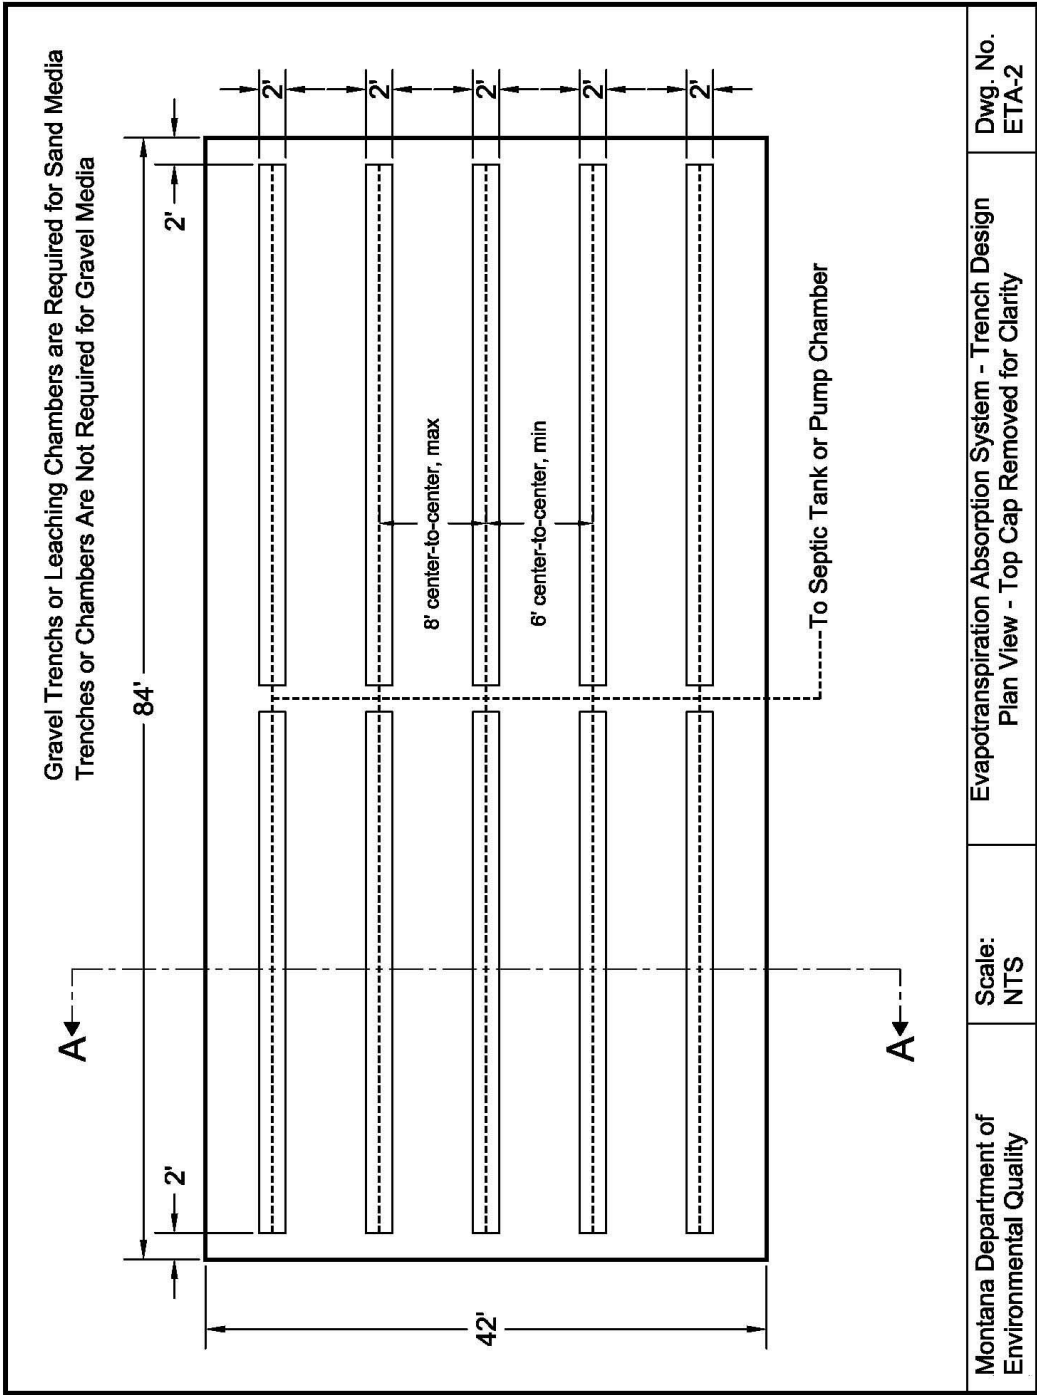 Gravel Trenchs or Leaching Chambers are Required for Sand Media
Trenches or Chambers Are Not Required for Gravel Media
84'
2'
2'
A
A
42'
2'
2'
2'
2'
2'
8' center-to-center, max
6' center-to-center, min
To Septic Tank or Pump Chamber
Montana Department of
Environmental Quality
Scale:
NTS
Evapotranspiration Absorption System - Trench Design
Plan View - Top Cap Removed for Clarity
Dwg. No.
ETA-2